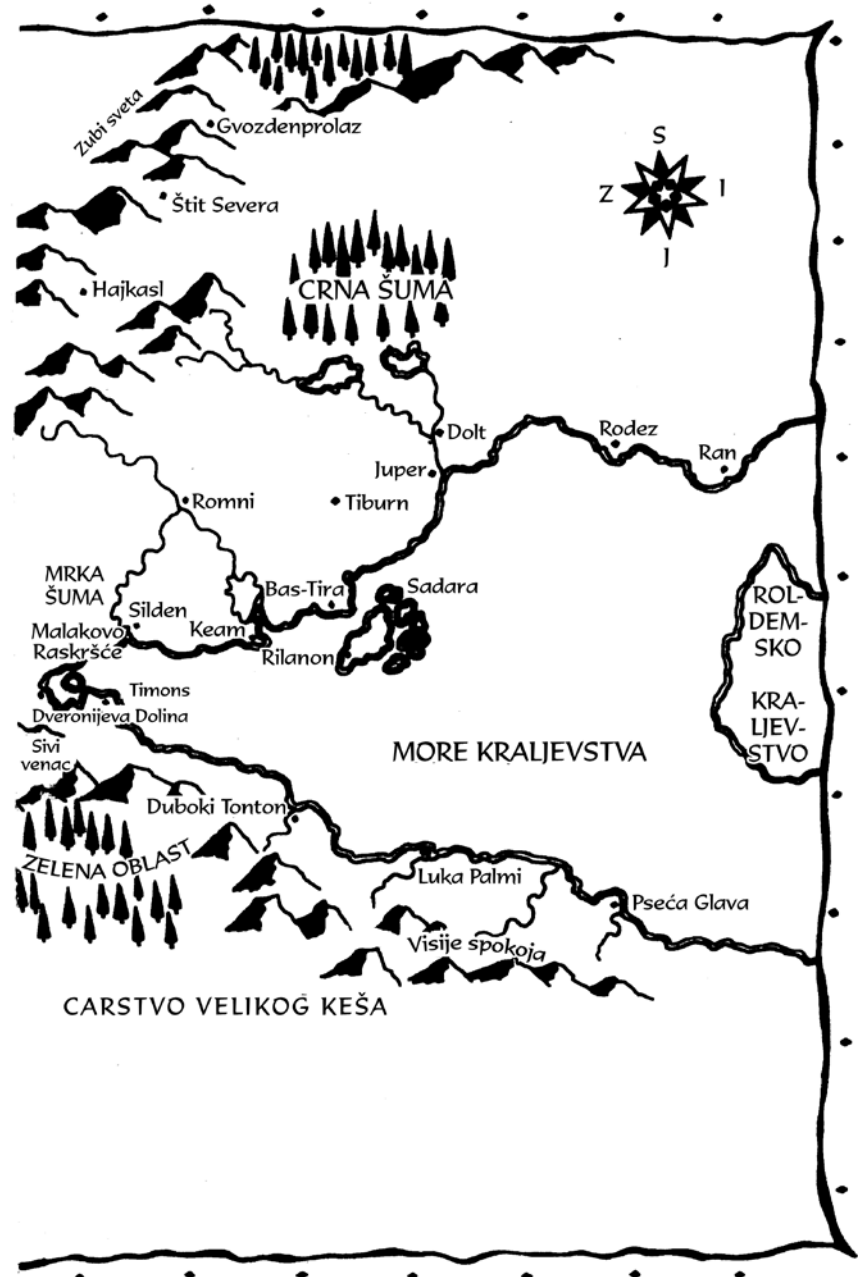 Zubi sveta
Gvozdenprolaz
S
Z
I
J
Štit Severa
Hajkasl
CRNA ŠUMA
Dolt
Rodez
Ran
Juper
Romni
Tiburn
MRKA
ŠUMA
Bas-Tira
Sadara
Silden
Malakovo
Raskršće
Keam
Rilanon
ROL-
DEM-
SKO
KRA-
LJEV-
STVO
Timons
Dveronijeva Dolina
Sivi
venac
MORE KRALJEVSTVA
Duboki Tonton
ZELENA OBLAST
Luka Palmi
Pseća Glava
Visije spokoja
CARSTVO VELIKOG KEŠA